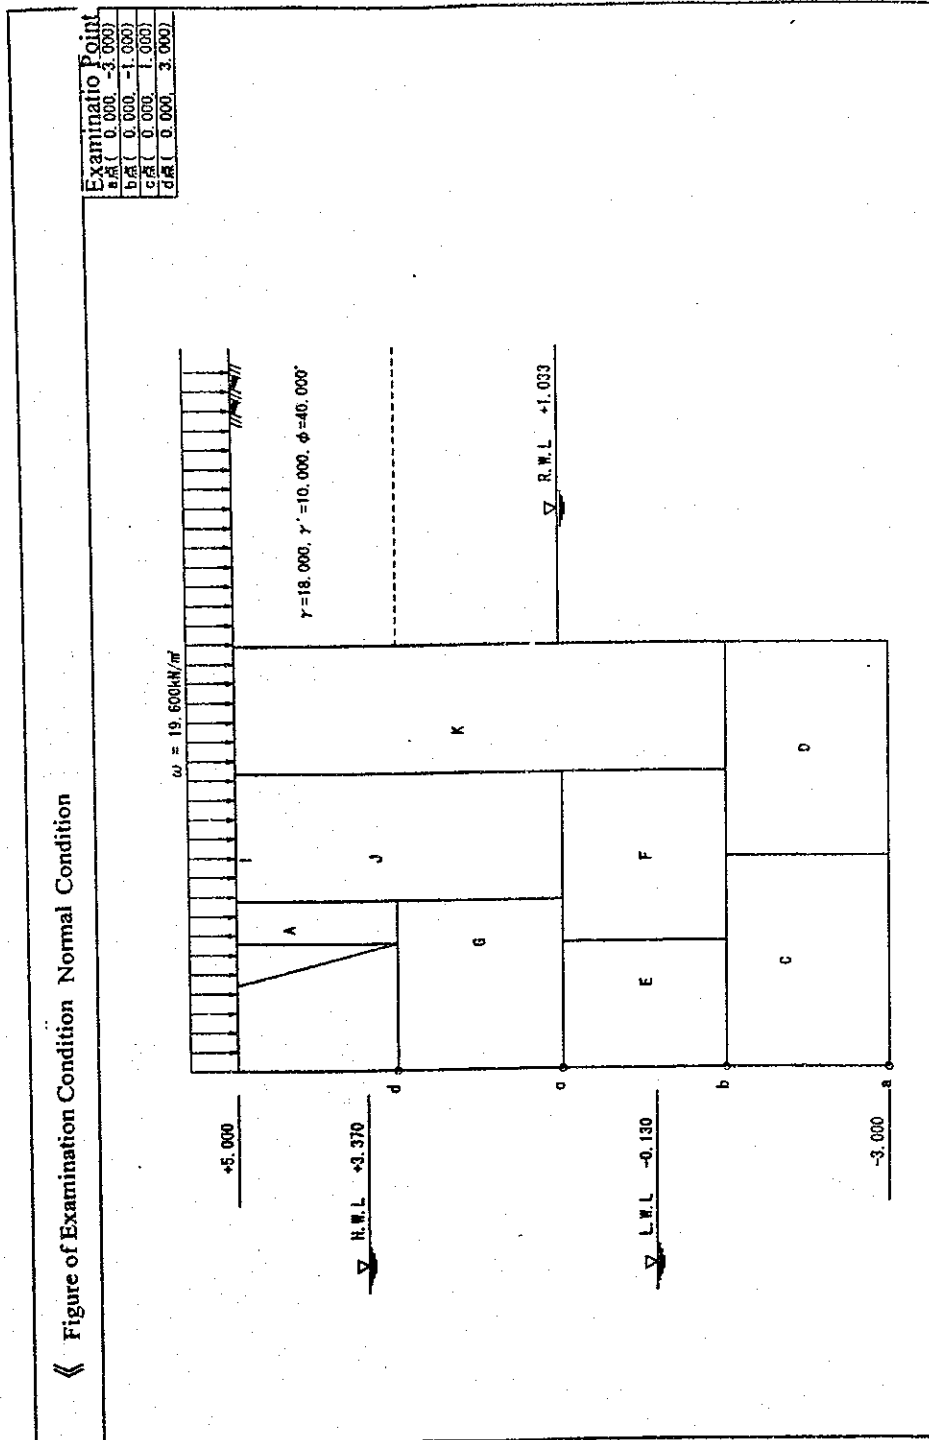 《 Figure of Examination Condition Normal Condition
Examinatio Point
a点( 0.000, -3.000)
b点( 0.000, -1.000)
c点( 0.000, 1.000)
d点( 0.000, 3.000)
ω = 19.600kN/㎡
+5.000
I
γ=18.000, γ'=10.000, φ=40.000°
A
J
K
H.W.L +3.370
d
G
R.W.L +1.033
c
E
F
L.W.L -0.130
b
C
D
a
-3.000